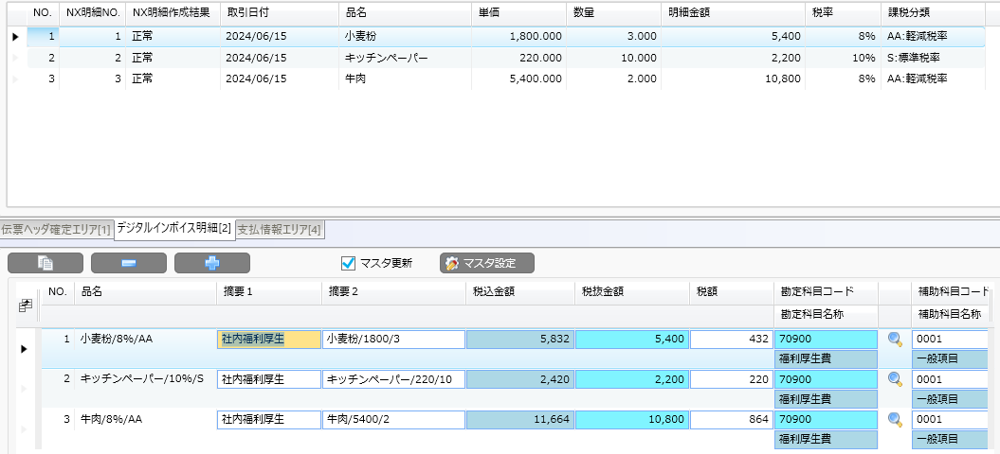 NO. NX明細NO. NX明細作成結果 取引日付 品名 単価 数量 明細金額 税率 課税分類
1 1 正常 2024/06/15 小麦粉 1,800.000 3.000 5,400 8% AA:軽減税率
2 2 正常 2024/06/15 キッチンペーパー 220.000 10.000 2,200 10% S:標準税率
3 3 正常 2024/06/15 牛肉 5,400.000 2.000 10,800 8% AA:軽減税率
伝票ヘッダ確定エリア[1] デジタルインボイス明細[2] 支払情報エリア[4]
マスタ更新 マスタ設定
NO. 品名 摘要1 摘要2 税込金額 税抜金額 税額 勘定科目コード 補助科目コード
勘定科目名称 補助科目名称
1 小麦粉/8%/AA 社内福利厚生 小麦粉/1800/3 5,832 5,400 432 70900 0001
福利厚生費 一般項目
2 キッチンペーパー/10%/S 社内福利厚生 キッチンペーパー/220/10 2,420 2,200 220 70900 0001
福利厚生費 一般項目
3 牛肉/8%/AA 社内福利厚生 牛肉/5400/2 11,664 10,800 864 70900 0001
福利厚生費 一般項目